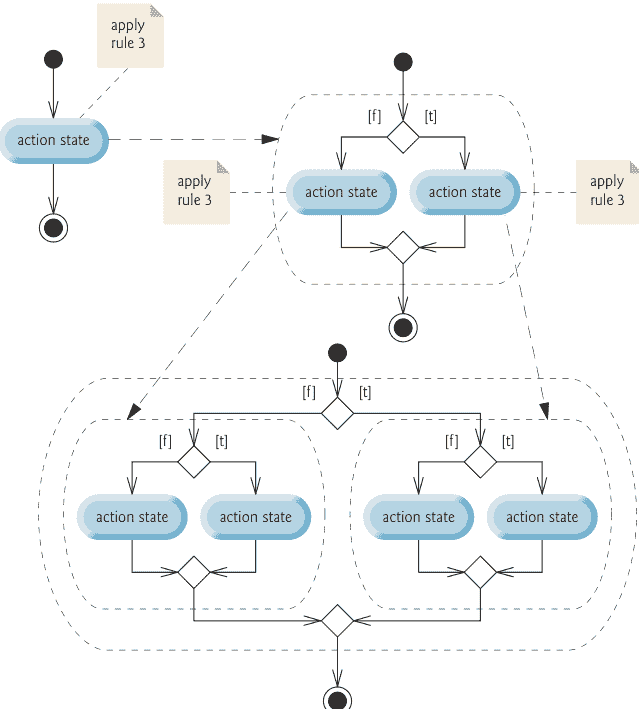 apply
rule 3
action state
[f]
[t]
apply
rule 3
action state
action state
apply
rule 3
[f]
[t]
[f]
[t]
[f]
[t]
action state
action state
action state
action state